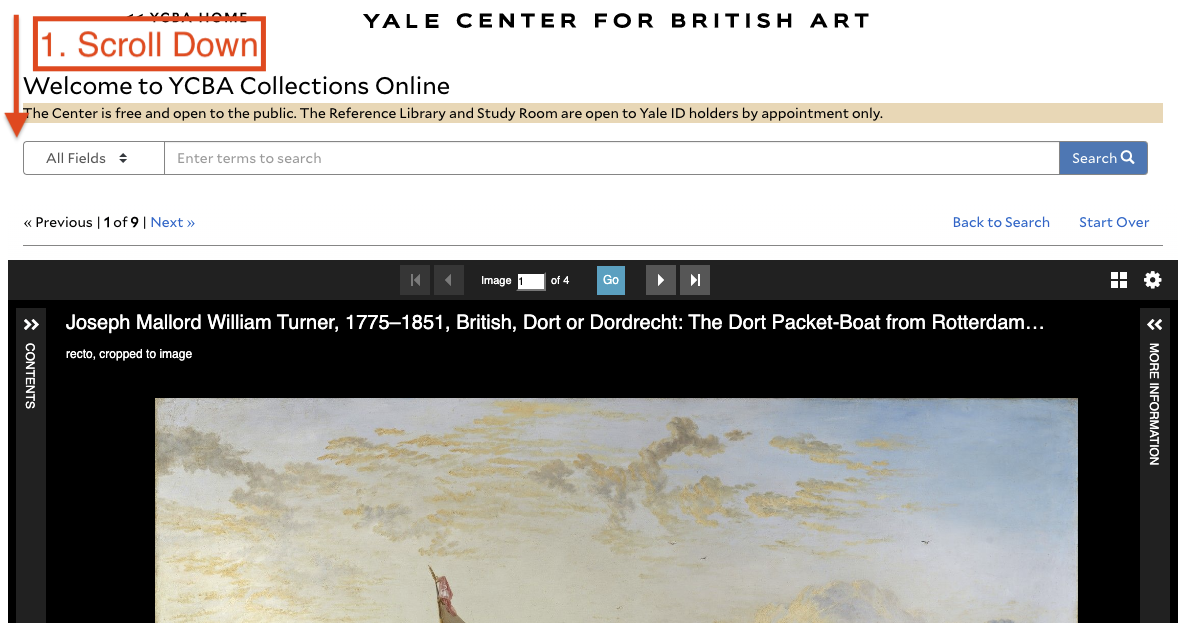 << YCBA HOME
YALE CENTER FOR BRITISH ART
1. Scroll Down
Welcome to YCBA Collections Online
The Center is free and open to the public. The Reference Library and Study Room are open to Yale ID holders by appointment only.
All Fields Enter terms to search Search
« Previous | 1 of 9 | Next » Back to Search Start Over
Image 1 of 4 Go
Joseph Mallord William Turner, 1775–1851, British, Dort or Dordrecht: The Dort Packet-Boat from Rotterdam…
recto, cropped to image
CONTENTS
MORE INFORMATION